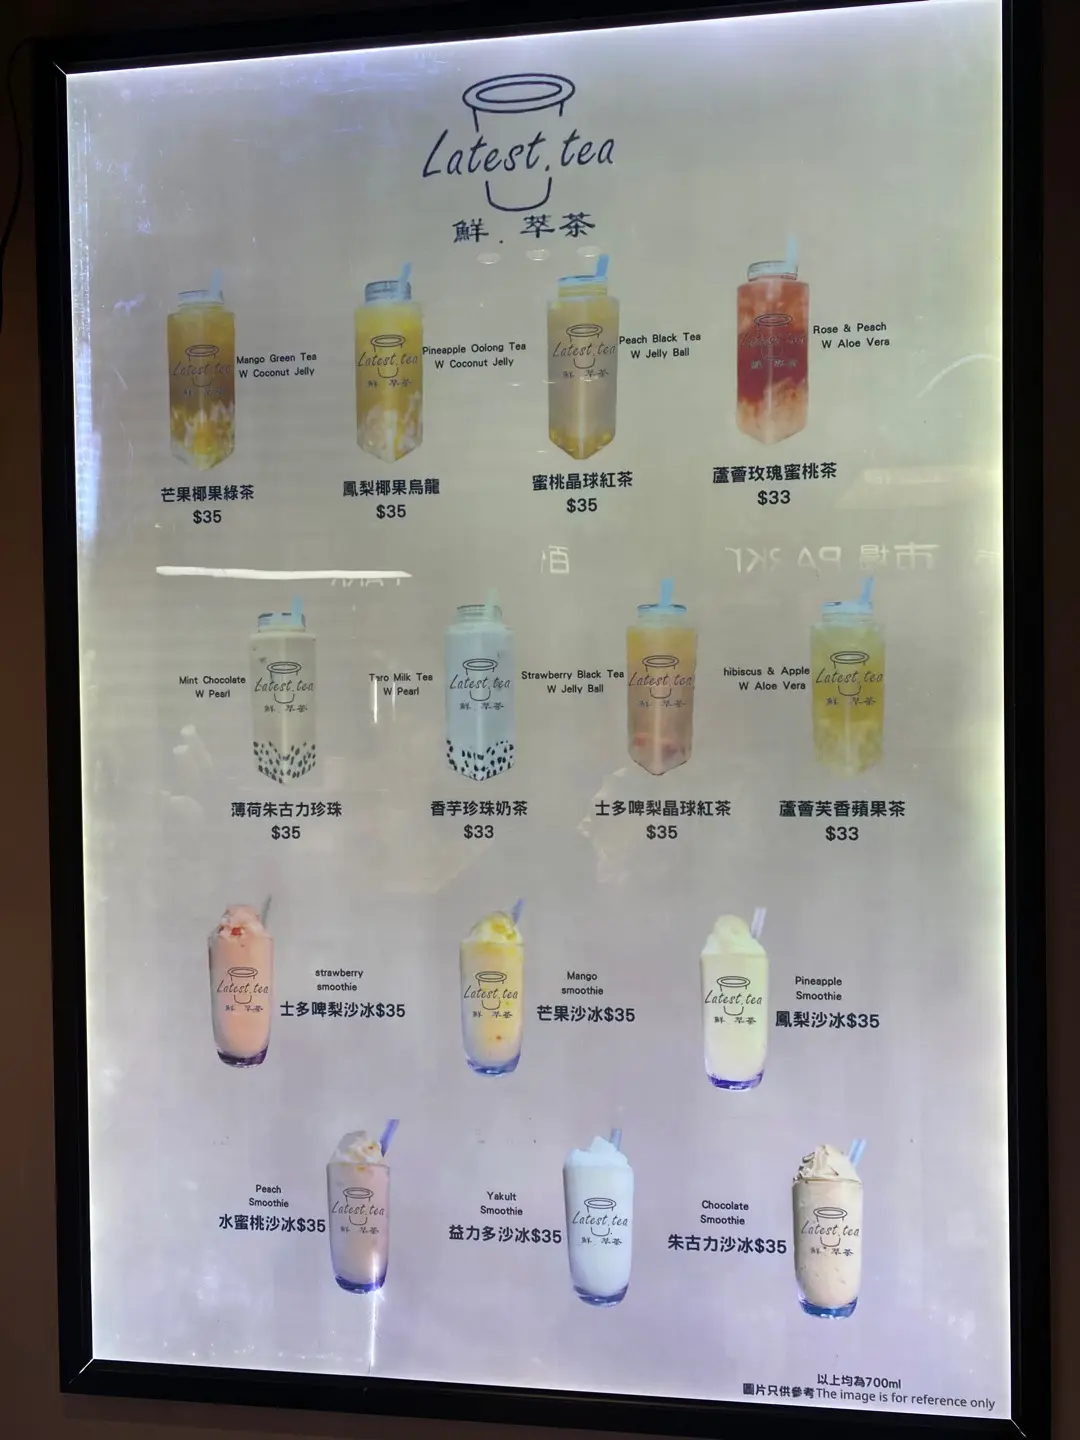 Latest.tea
鮮.萃茶
Mango Green Tea
W Coconut Jelly
芒果椰果綠茶
$35
Pineapple Oolong Tea
W Coconut Jelly
鳳梨椰果烏龍
$35
Peach Black Tea
W Jelly Ball
蜜桃晶球紅茶
$35
Rose & Peach
W Aloe Vera
蘆薈玫瑰蜜桃茶
$33
Mint Chocolate
W Pearl
薄荷朱古力珍珠
$35
Taro Milk Tea
W Pearl
香芋珍珠奶茶
$33
Strawberry Black Tea
W Jelly Ball
士多啤梨晶球紅茶
$35
hibiscus & Apple
W Aloe Vera
蘆薈芙香蘋果茶
$33
strawberry
smoothie
士多啤梨沙冰$35
Mango
smoothie
芒果沙冰$35
Pineapple
Smoothie
鳳梨沙冰$35
Peach
Smoothie
水蜜桃沙冰$35
Yakult
Smoothie
益力多沙冰$35
Chocolate
Smoothie
朱古力沙冰$35
以上均為700ml
圖片只供參考The image is for reference only